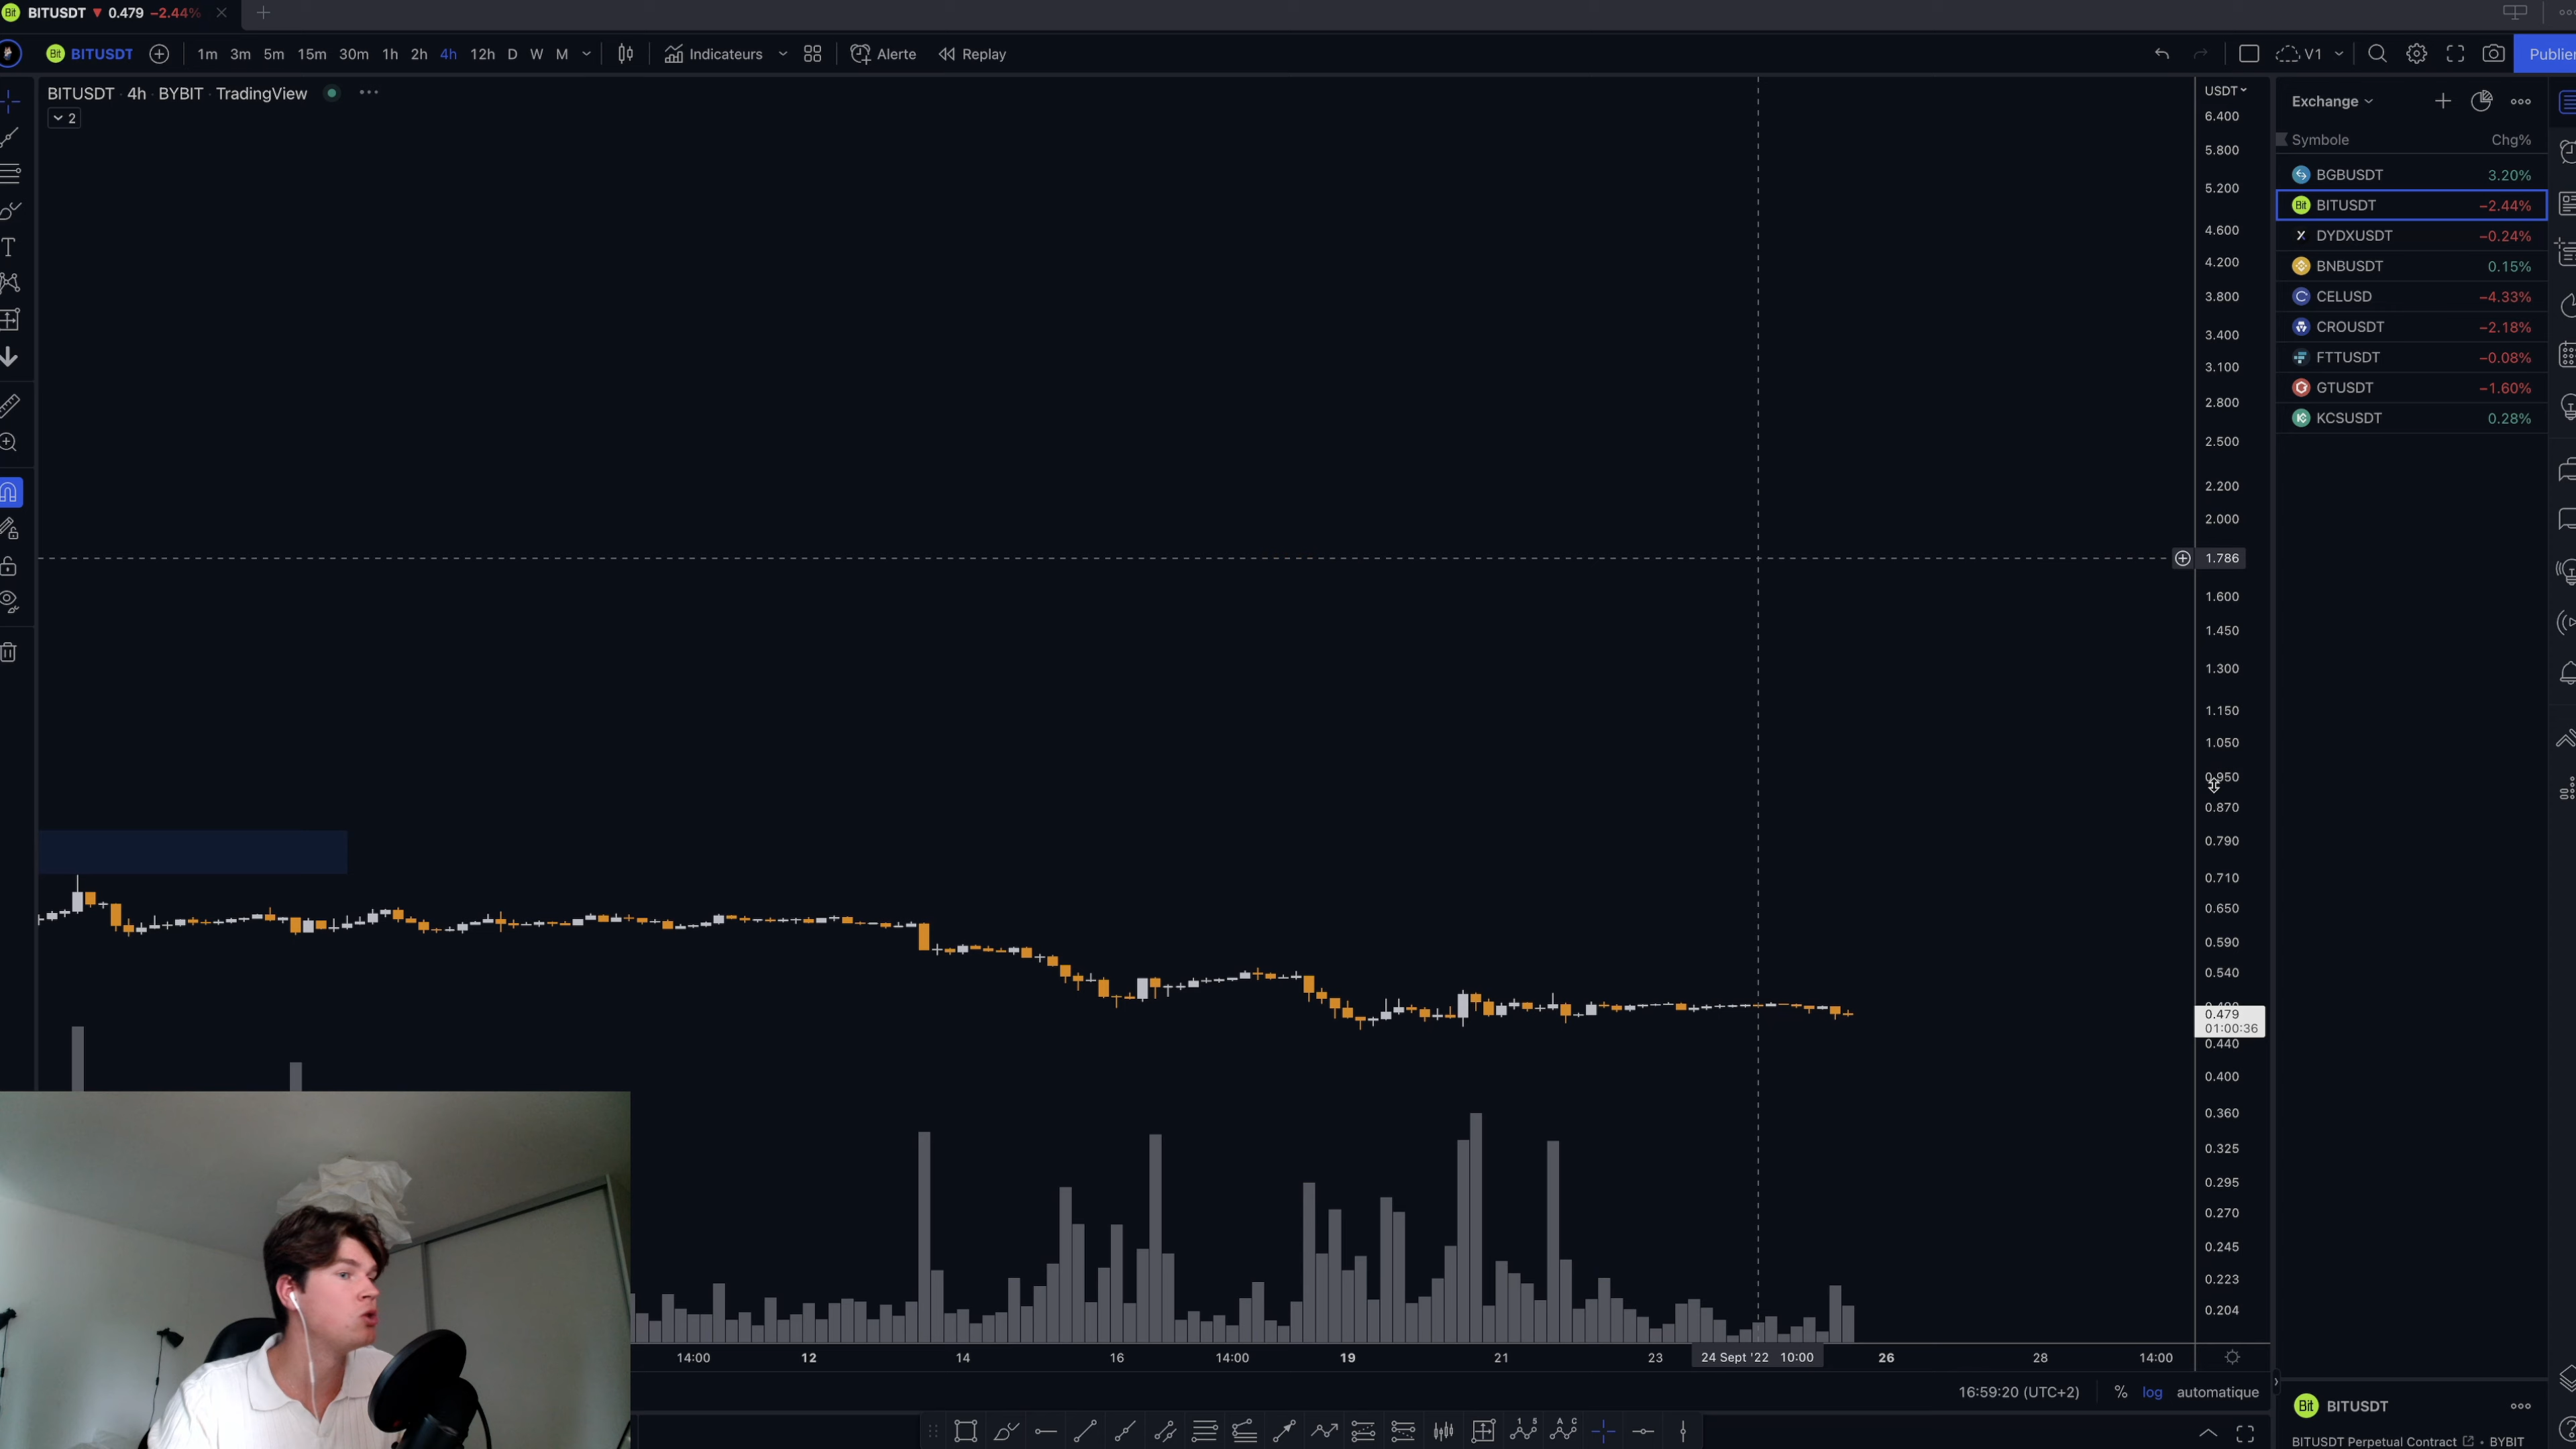 BITUSDT ▼ 0.479 −2.44%
BITUSDT 1m 3m 5m 15m 30m 1h 2h 4h 12h D W M Indicateurs Alerte Replay V1 Publier
BITUSDT · 4h · BYBIT · TradingView
2
USDT
6.400
5.800
5.200
4.600
4.200
3.800
3.400
3.100
2.800
2.500
2.200
2.000
1.786
1.600
1.450
1.300
1.150
1.050
0.950
0.870
0.790
0.710
0.650
0.590
0.540
0.479
01:00:36
0.440
0.400
0.360
0.325
0.295
0.270
0.245
0.223
0.204
Exchange
Symbole Chg%
BGBUSDT 3.20%
Bit BITUSDT −2.44%
DYDXUSDT −0.24%
BNBUSDT 0.15%
CELUSD −4.33%
CROUSDT −2.18%
FTTUSDT −0.08%
GTUSDT −1.60%
KCSUSDT 0.28%
14:00 12 14 16 14:00 19 21 23 24 Sept '22 10:00 26 28 14:00
16:59:20 (UTC+2) % log automatique
Bit BITUSDT
BITUSDT Perpetual Contract · BYBIT